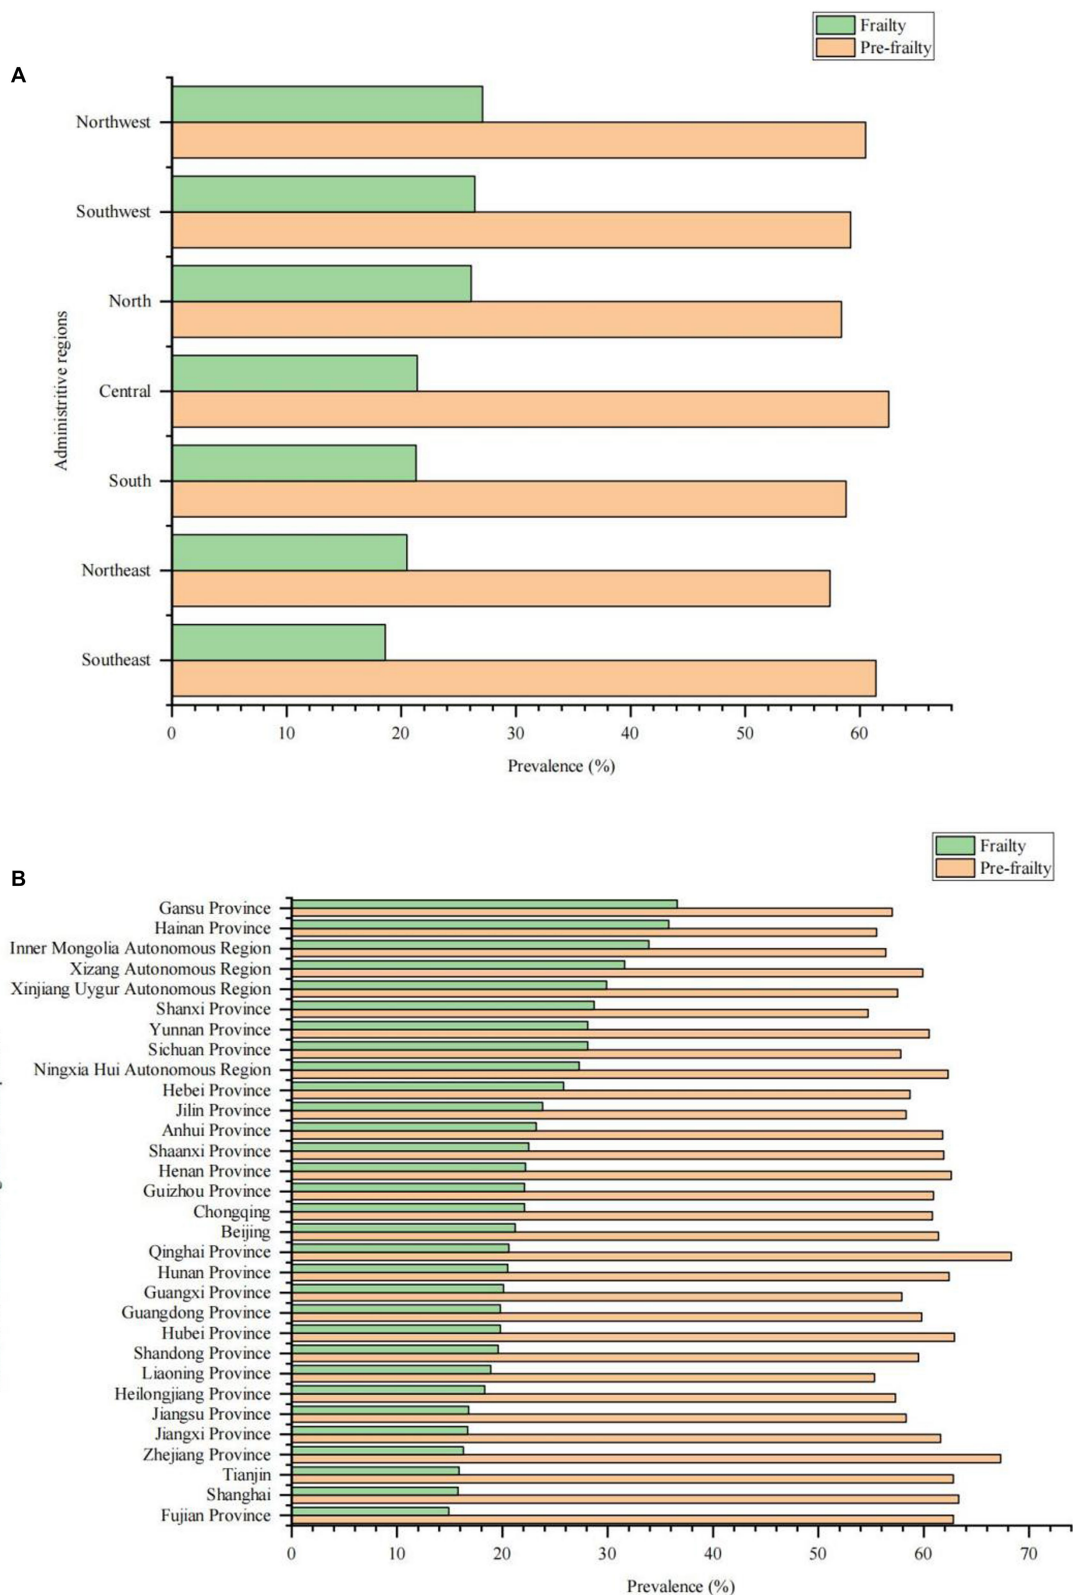 Frailty
Pre-frailty
A
Northwest
Southwest
North
Central
South
Northeast
Southeast
Administritive regions
0 10 20 30 40 50 60
Prevalence (%)
Frailty
Pre-frailty
B
Gansu Province
Hainan Province
Inner Mongolia Autonomous Region
Xizang Autonomous Region
Xinjiang Uygur Autonomous Region
Shanxi Province
Yunnan Province
Sichuan Province
Ningxia Hui Autonomous Region
Hebei Province
Jilin Province
Anhui Province
Shaanxi Province
Henan Province
Guizhou Province
Chongqing
Beijing
Qinghai Province
Hunan Province
Guangxi Province
Guangdong Province
Hubei Province
Shandong Province
Liaoning Province
Heilongjiang Province
Jiangsu Province
Jiangxi Province
Zhejiang Province
Tianjin
Shanghai
Fujian Province
0 10 20 30 40 50 60 70
Prevalence (%)